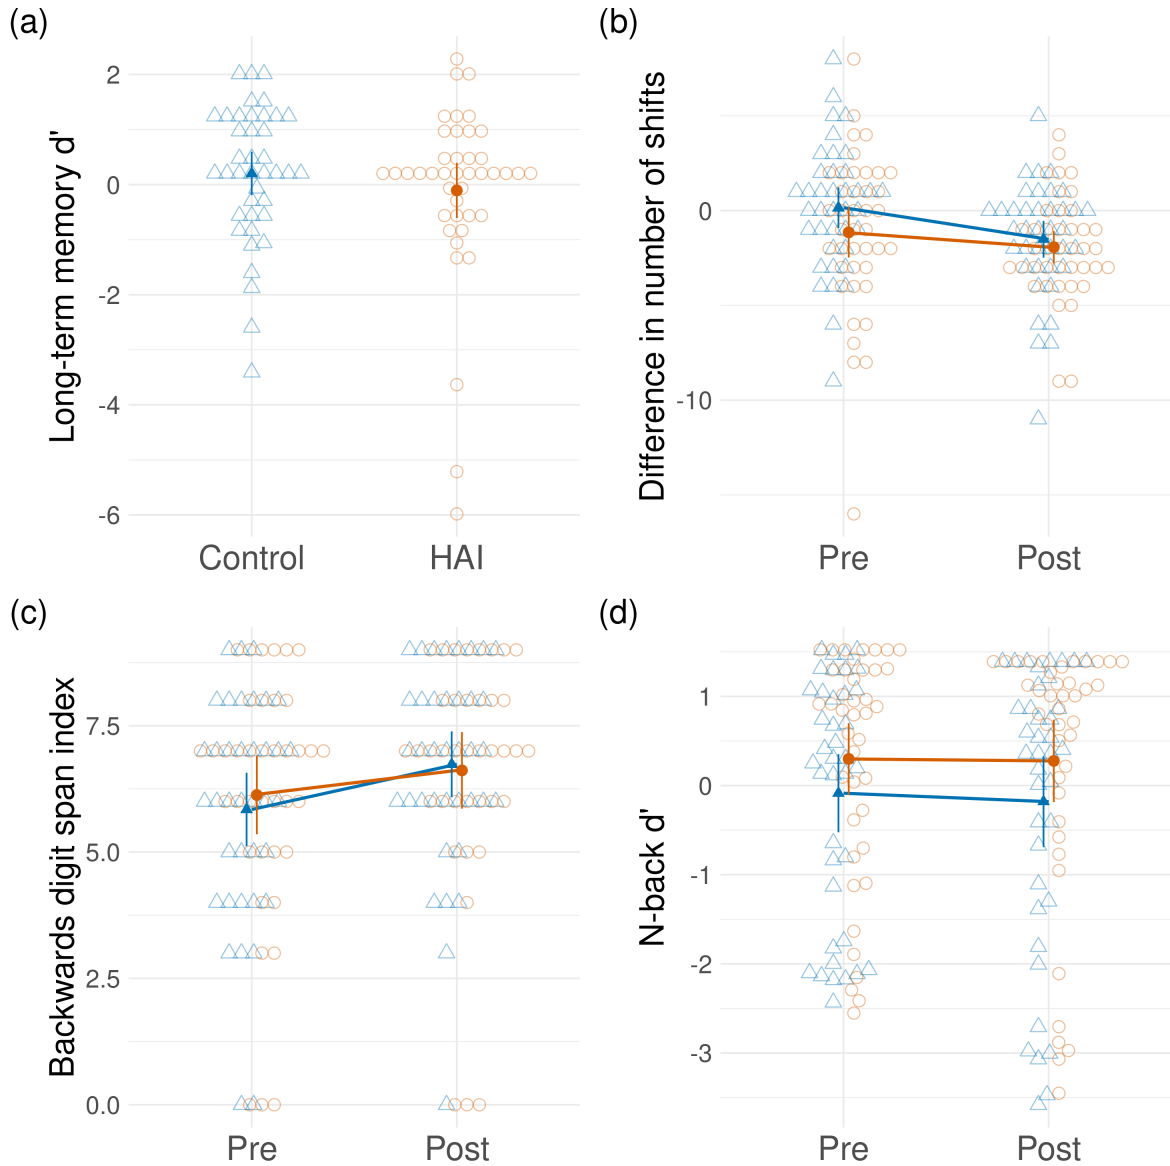 (a)
Long-term memory d'
2
0
-2
-4
-6
Control HAI
(b)
Difference in number of shifts
0
-10
Pre Post
(c)
Backwards digit span index
7.5
5.0
2.5
0.0
Pre Post
(d)
N-back d'
1
0
-1
-2
-3
Pre Post